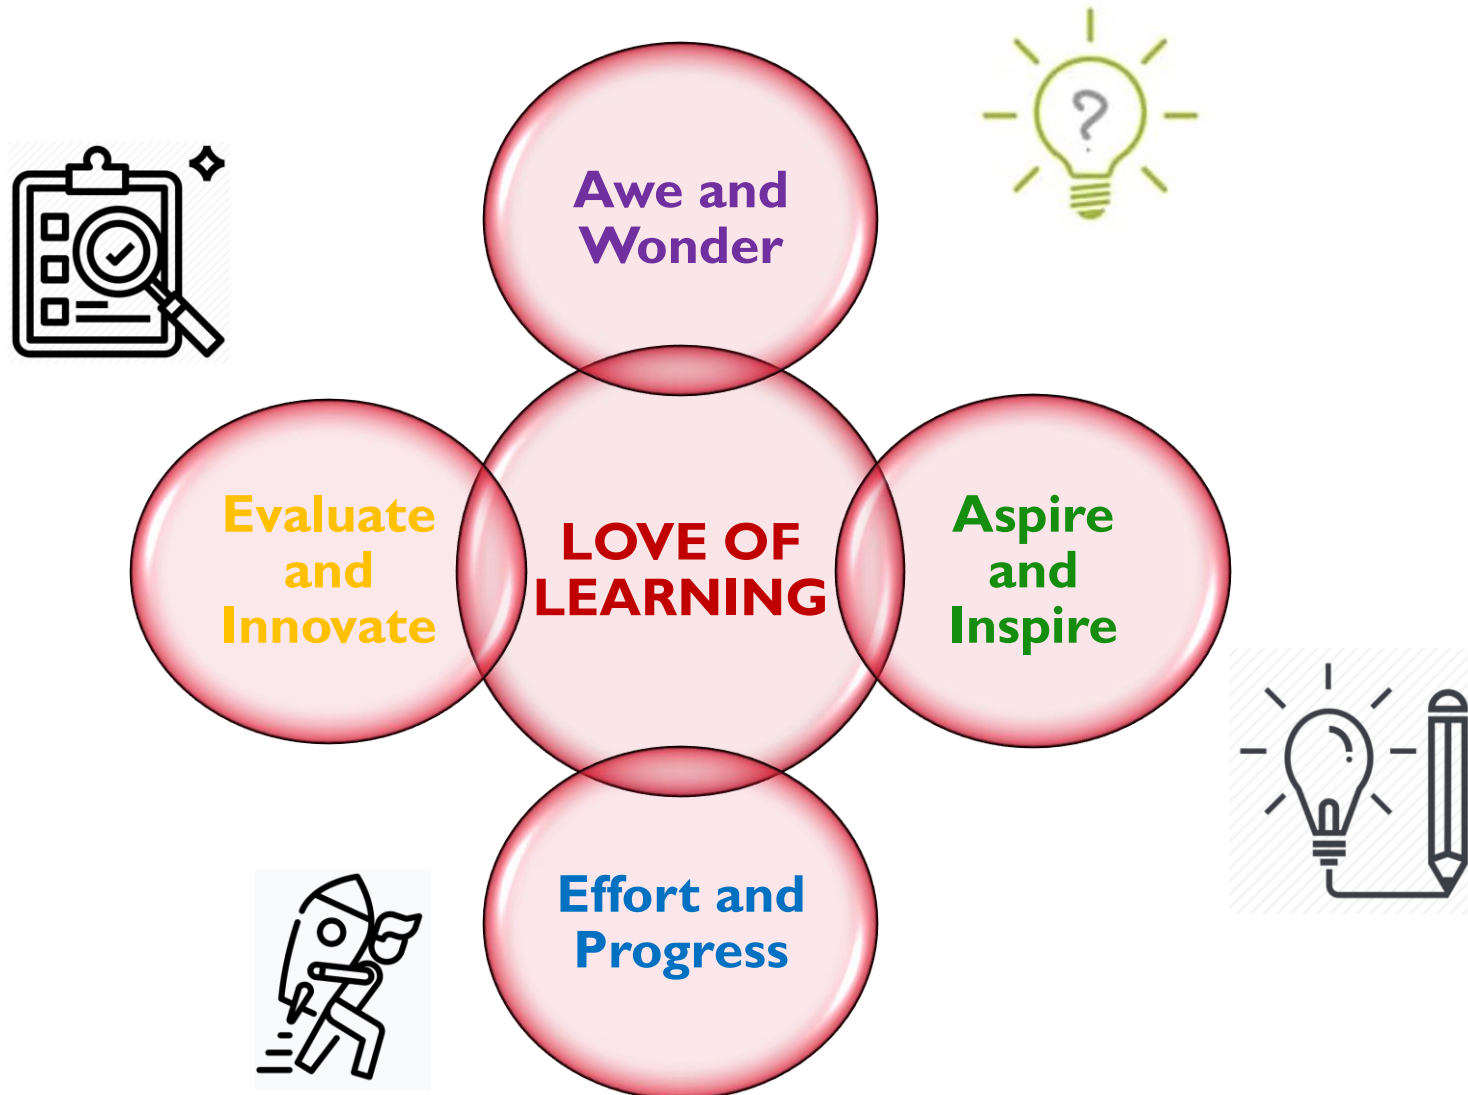 Awe and
Wonder
?
Evaluate
and
Innovate
LOVE OF
LEARNING
Aspire
and
Inspire
Effort and
Progress